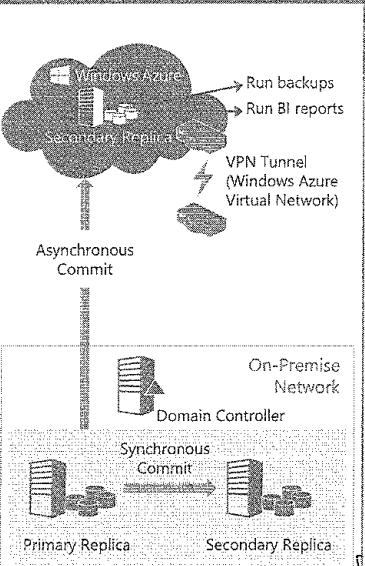 Windows Azure
Secondary Replica
Run backups
Run BI reports
VPN Tunnel
(Windows Azure
Virtual Network)
Asynchronous
Commit
On-Premise
Network
Domain Controller
Synchronous
Commit
Primary Replica
Secondary Replica